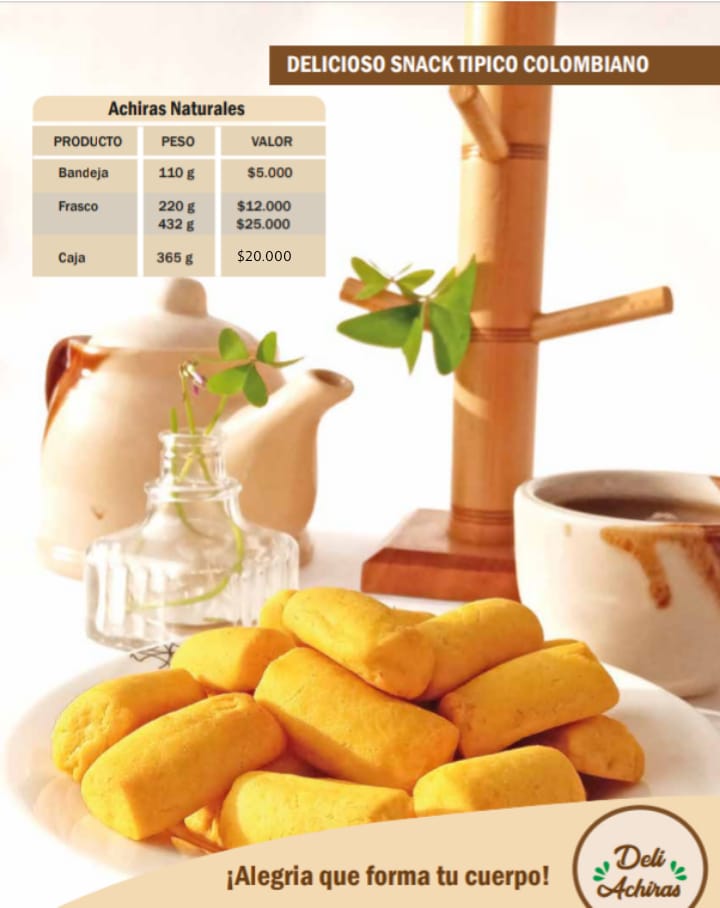 DELICIOSO SNACK TIPICO COLOMBIANO
Achiras Naturales
PRODUCTO PESO VALOR
Bandeja 110 g $5.000
Frasco 220 g $12.000
432 g $25.000
Caja 365 g $20.000
¡Alegria que forma tu cuerpo!
Deli
Achiras